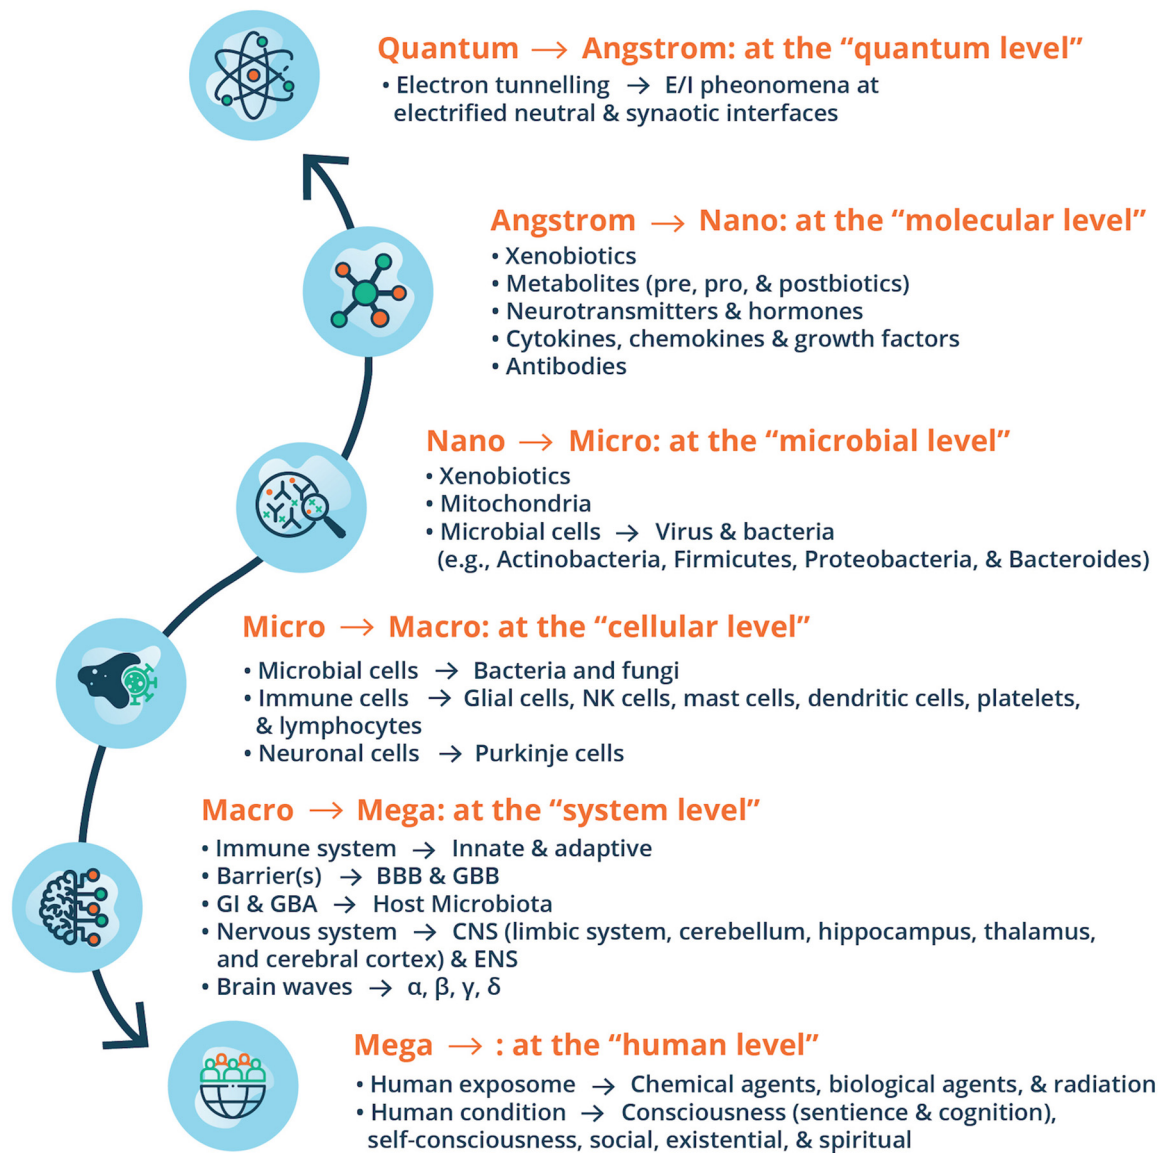 Quantum → Angstrom: at the “quantum level”
• Electron tunnelling → E/I pheonomena at
electrified neutral & synaotic interfaces
Angstrom → Nano: at the “molecular level”
• Xenobiotics
• Metabolites (pre, pro, & postbiotics)
• Neurotransmitters & hormones
• Cytokines, chemokines & growth factors
• Antibodies
Nano → Micro: at the “microbial level”
• Xenobiotics
• Mitochondria
• Microbial cells → Virus & bacteria
(e.g., Actinobacteria, Firmicutes, Proteobacteria, & Bacteroides)
Micro → Macro: at the “cellular level”
• Microbial cells → Bacteria and fungi
• Immune cells → Glial cells, NK cells, mast cells, dendritic cells, platelets,
& lymphocytes
• Neuronal cells → Purkinje cells
Macro → Mega: at the “system level”
• Immune system → Innate & adaptive
• Barrier(s) → BBB & GBB
• GI & GBA → Host Microbiota
• Nervous system → CNS (limbic system, cerebellum, hippocampus, thalamus,
and cerebral cortex) & ENS
• Brain waves → α, β, γ, δ
Mega → : at the “human level”
• Human exposome → Chemical agents, biological agents, & radiation
• Human condition → Consciousness (sentience & cognition),
self-consciousness, social, existential, & spiritual